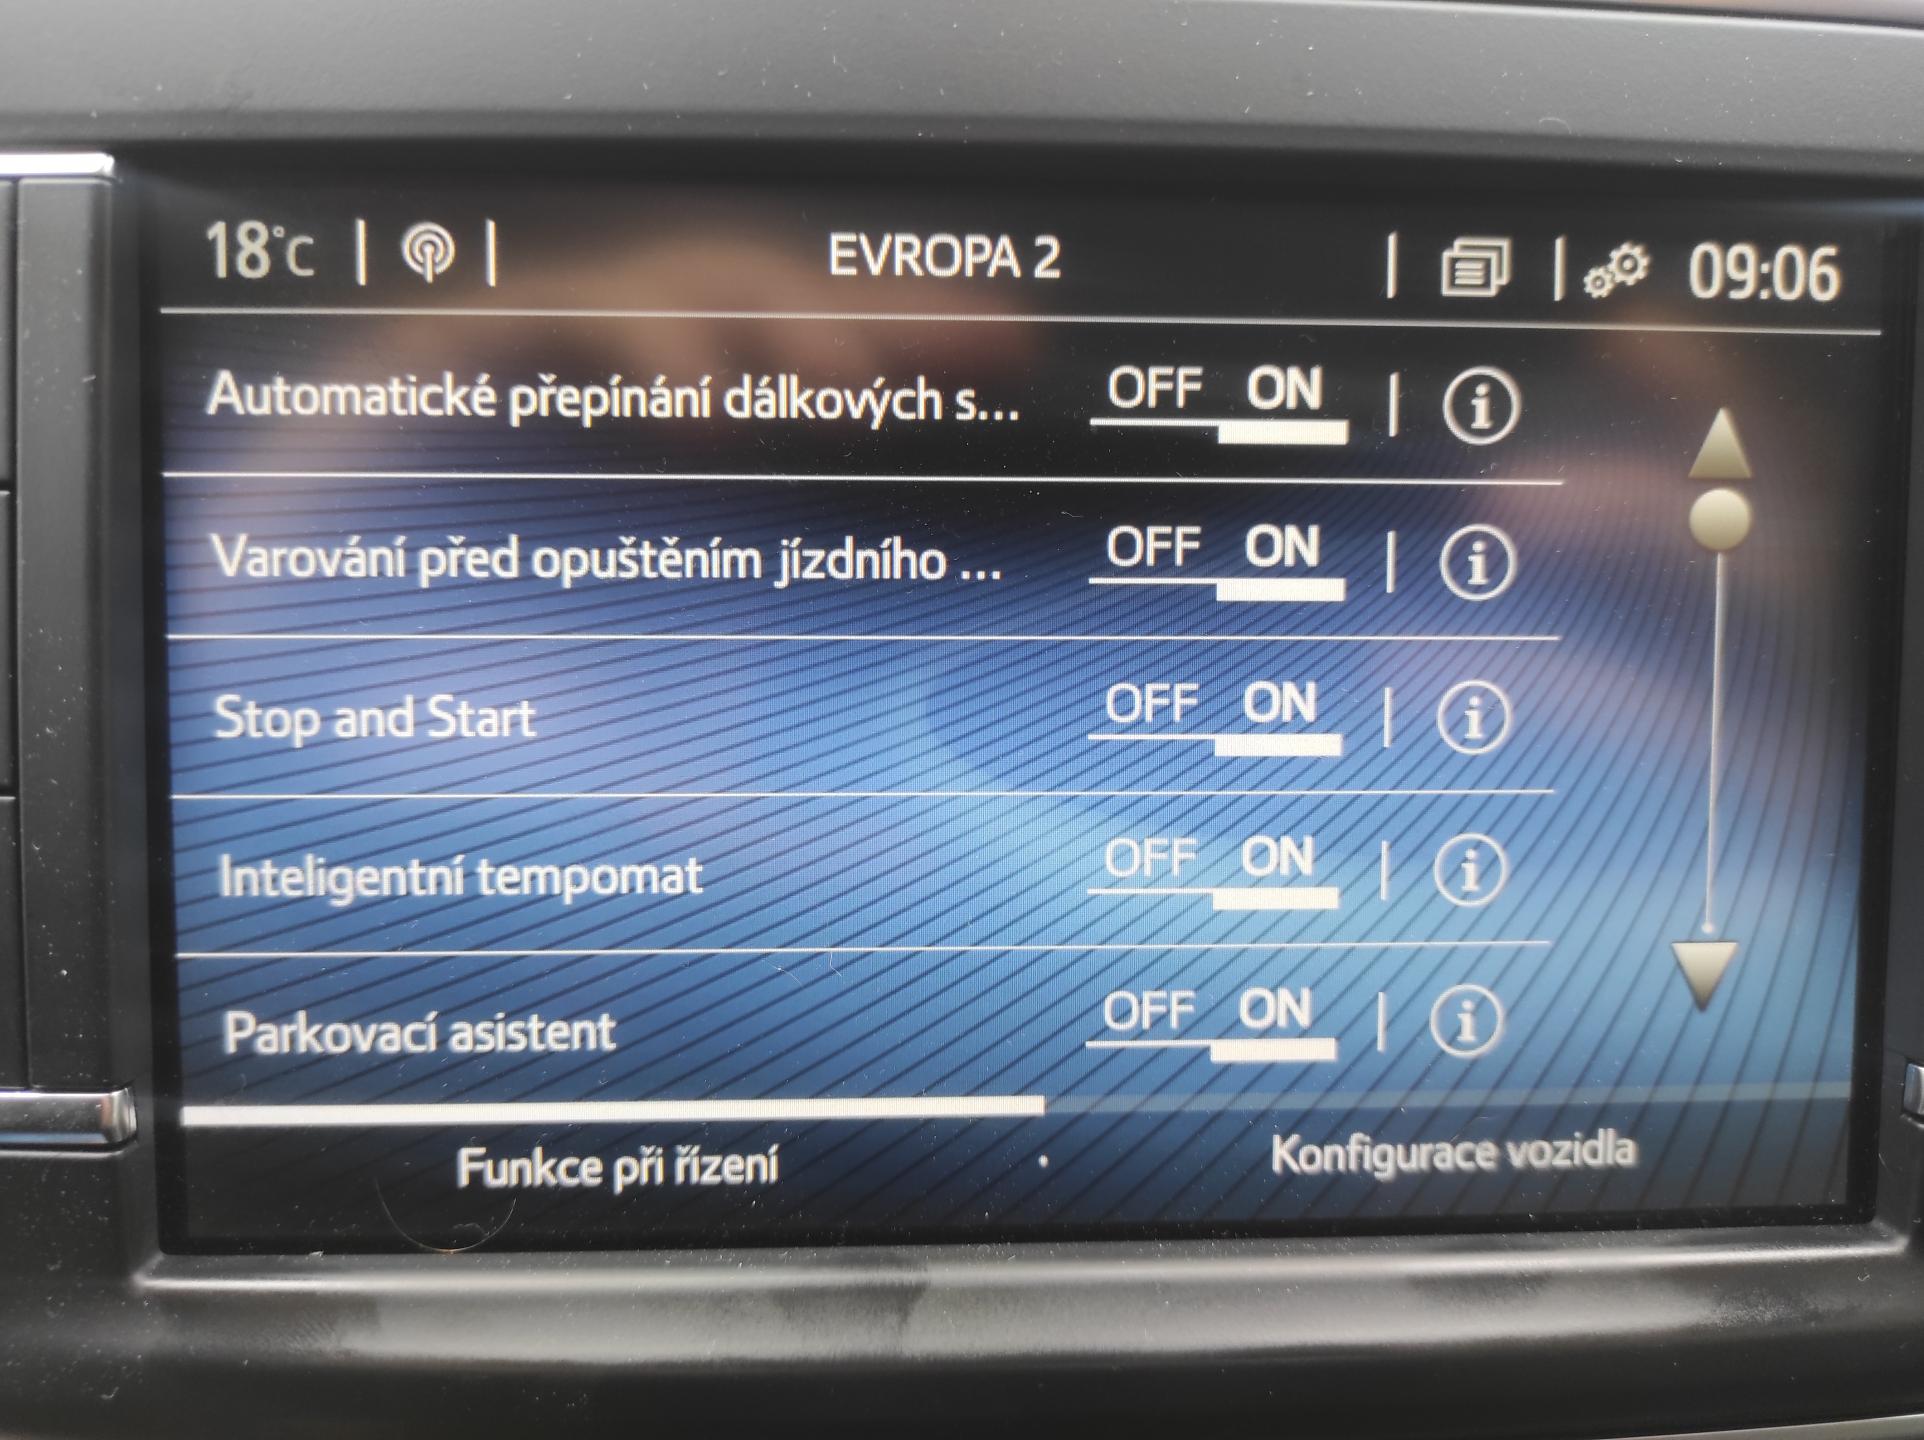 18°C EVROPA 2 09:06
Automatické přepínání dálkových s... OFF ON i
Varování před opuštěním jízdního ... OFF ON i
Stop and Start OFF ON i
Inteligentní tempomat OFF ON i
Parkovací asistent OFF ON i
Funkce při řízení Konfigurace vozidla